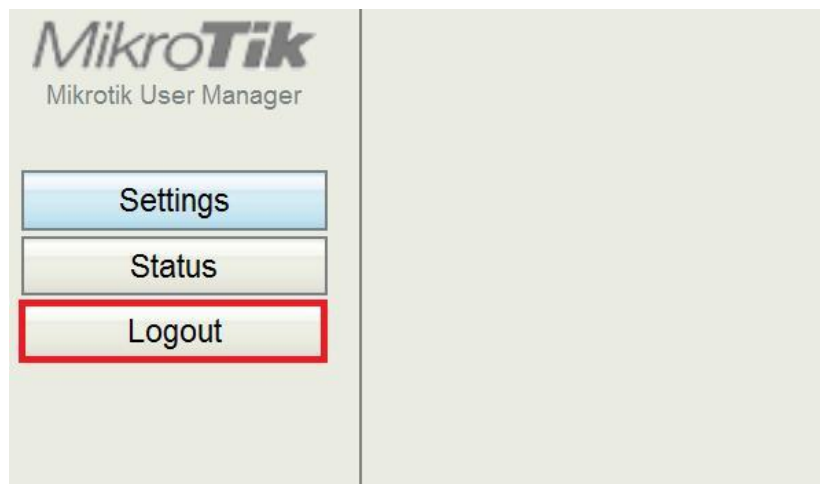 MikroTik
Mikrotik User Manager
Settings
Status
Logout